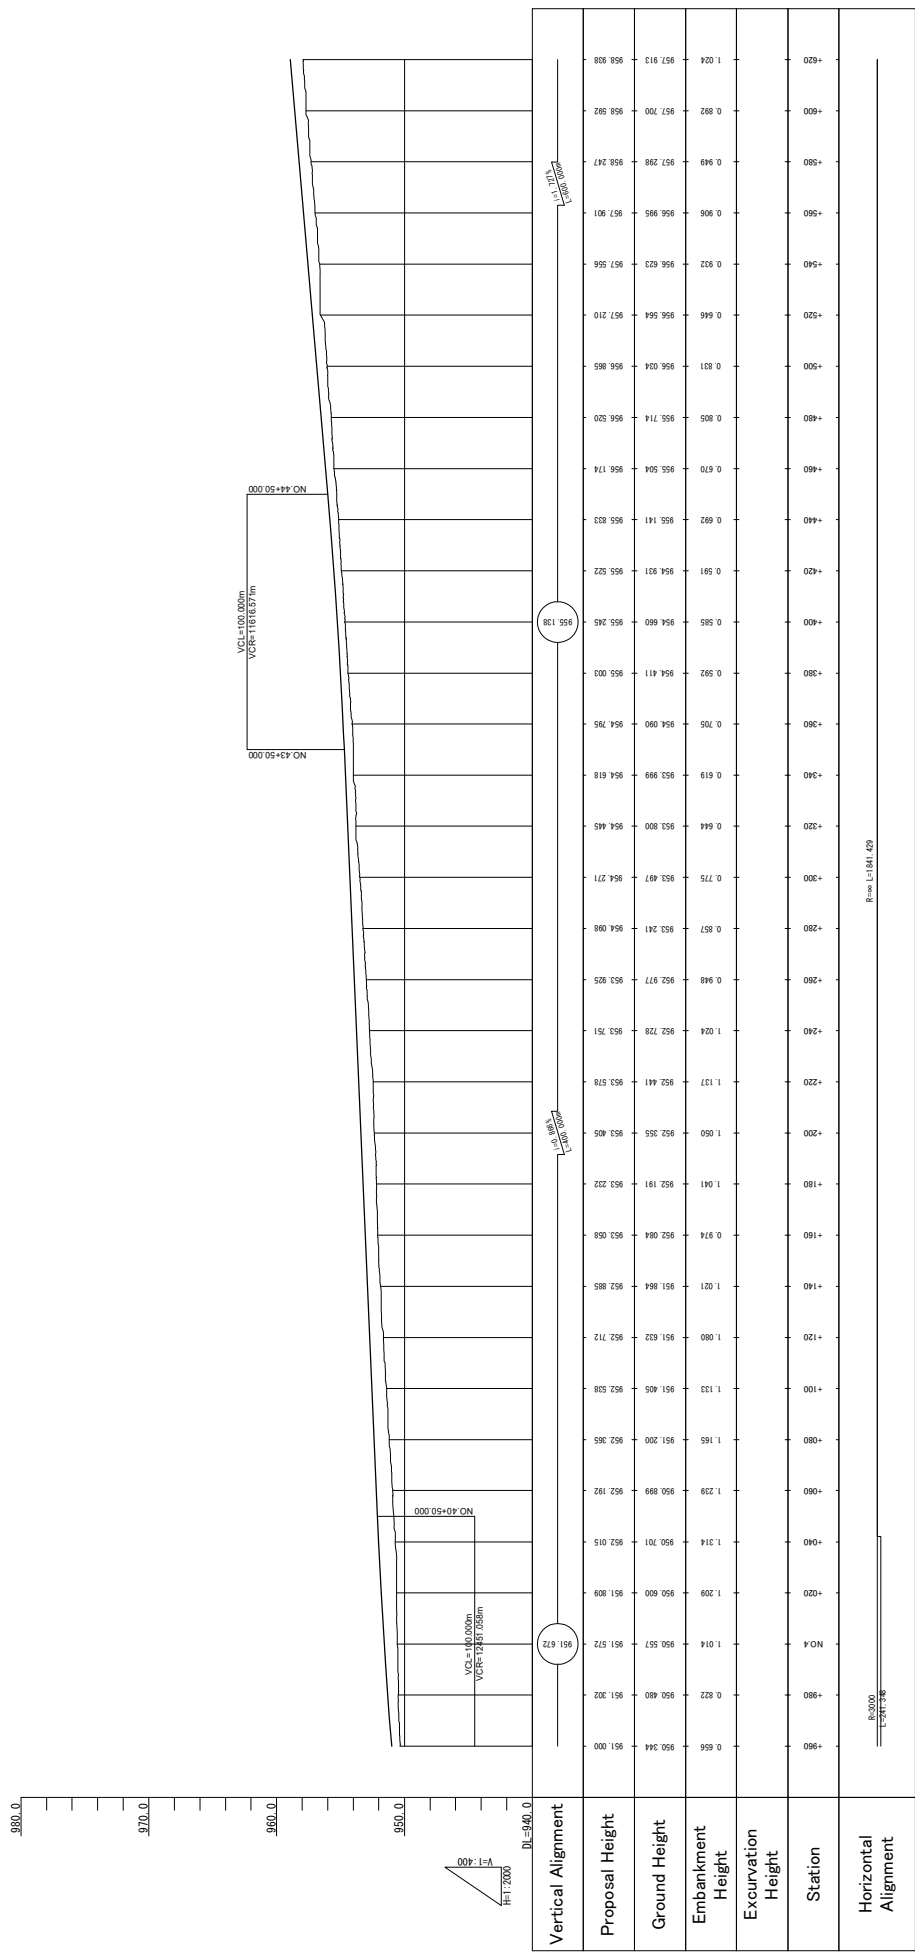 980.0
970.0
960.0
950.0
DL=940.0
V=1:400
H=1:2000
VCL=100.000m
VCR=12451.058m
NO.40+50.000
NO.43+50.000
VCL=100.000m
VCR=11616.571m
NO.44+50.000
Vertical Alignment
951.672
i=0.866%
L=400.000m
955.138
i=1.727%
L=600.000m
Proposal Height
951.000 951.302 951.572 951.809 952.015 952.192 952.365 952.538 952.712 952.885 953.058 953.232 953.405 953.578 953.751 953.925 954.098 954.271 954.445 954.618 954.795 955.003 955.245 955.522 955.833 956.174 956.520 956.865 957.210 957.556 957.901 958.247 958.592 958.938
Ground Height
950.344 950.480 950.557 950.600 950.701 950.899 951.200 951.405 951.632 951.864 952.084 952.191 952.355 952.441 952.728 952.977 953.241 953.497 953.800 953.999 954.090 954.411 954.660 954.931 955.141 955.504 955.714 956.034 956.564 956.623 956.995 957.298 957.700 957.913
Embankment
Height
0.656 0.822 1.014 1.209 1.314 1.239 1.165 1.133 1.080 1.021 0.974 1.041 1.050 1.137 1.024 0.948 0.857 0.775 0.644 0.619 0.705 0.592 0.585 0.591 0.692 0.670 0.805 0.831 0.646 0.932 0.906 0.949 0.892 1.024
Excurvation
Height
Station
+960 +980 NO.4 +020 +040 +060 +080 +100 +120 +140 +160 +180 +200 +220 +240 +260 +280 +300 +320 +340 +360 +380 +400 +420 +440 +460 +480 +500 +520 +540 +560 +580 +600 +620
Horizontal
Alignment
R=3000
L=241.348
R=∞ L=1841.429